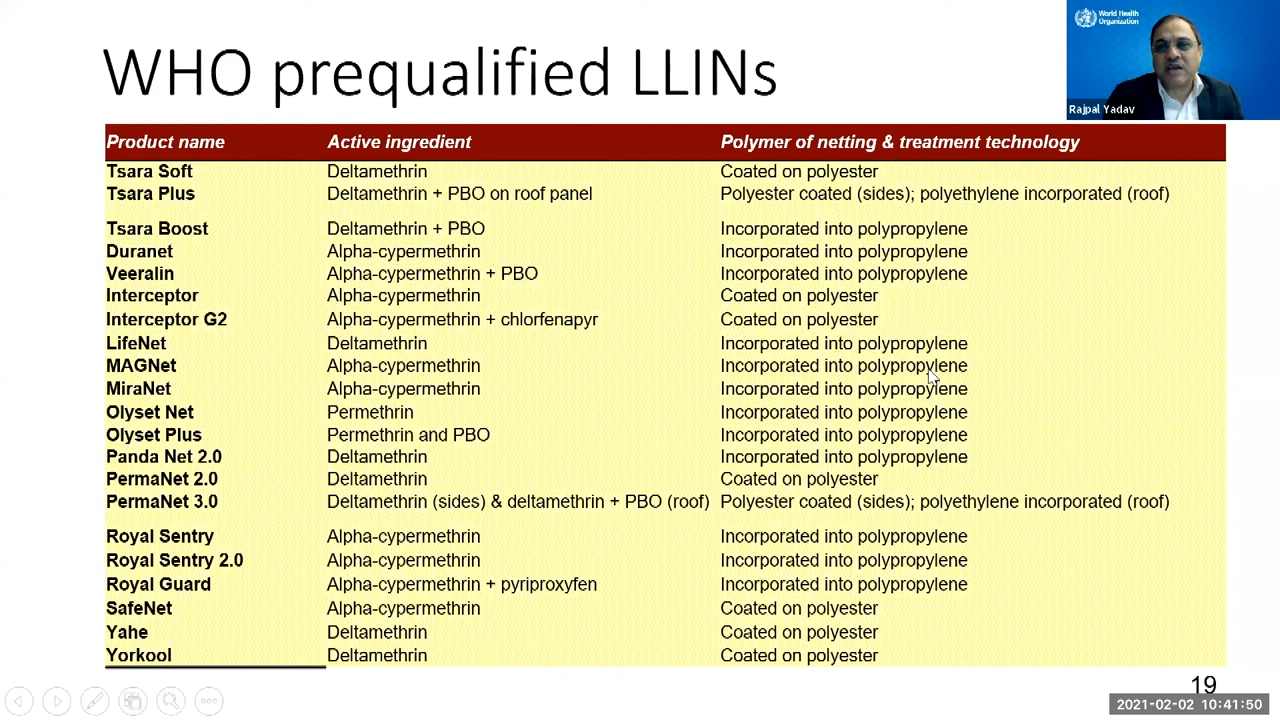 World Health
Organization
Rajpal Yadav
WHO prequalified LLINs
Product name Active ingredient Polymer of netting & treatment technology
Tsara Soft Deltamethrin Coated on polyester
Tsara Plus Deltamethrin + PBO on roof panel Polyester coated (sides); polyethylene incorporated (roof)
Tsara Boost Deltamethrin + PBO Incorporated into polypropylene
Duranet Alpha-cypermethrin Incorporated into polypropylene
Veeralin Alpha-cypermethrin + PBO Incorporated into polypropylene
Interceptor Alpha-cypermethrin Coated on polyester
Interceptor G2 Alpha-cypermethrin + chlorfenapyr Coated on polyester
LifeNet Deltamethrin Incorporated into polypropylene
MAGNet Alpha-cypermethrin Incorporated into polypropylene
MiraNet Alpha-cypermethrin Incorporated into polypropylene
Olyset Net Permethrin Incorporated into polypropylene
Olyset Plus Permethrin and PBO Incorporated into polypropylene
Panda Net 2.0 Deltamethrin Incorporated into polypropylene
PermaNet 2.0 Deltamethrin Coated on polyester
PermaNet 3.0 Deltamethrin (sides) & deltamethrin + PBO (roof) Polyester coated (sides); polyethylene incorporated (roof)
Royal Sentry Alpha-cypermethrin Incorporated into polypropylene
Royal Sentry 2.0 Alpha-cypermethrin Incorporated into polypropylene
Royal Guard Alpha-cypermethrin + pyriproxyfen Incorporated into polypropylene
SafeNet Alpha-cypermethrin Coated on polyester
Yahe Deltamethrin Coated on polyester
Yorkool Deltamethrin Coated on polyester
19
2021-02-02 10:41:50